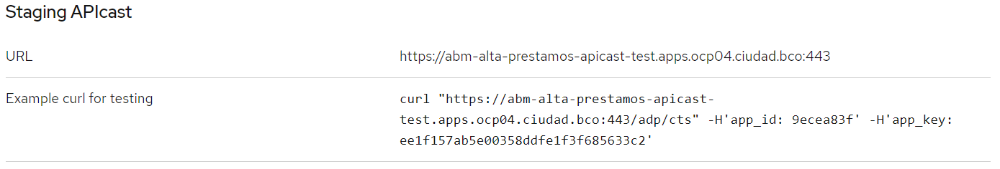 Staging APIcast
URL
https://abm-alta-prestamos-apicast-test.apps.ocp04.ciudad.bco:443
Example curl for testing
curl "https://abm-alta-prestamos-apicast-
test.apps.ocp04.ciudad.bco:443/adp/cts" -H'app_id: 9ecea83f' -H'app_key:
ee1f157ab5e00358ddfe1f3f685633c2'